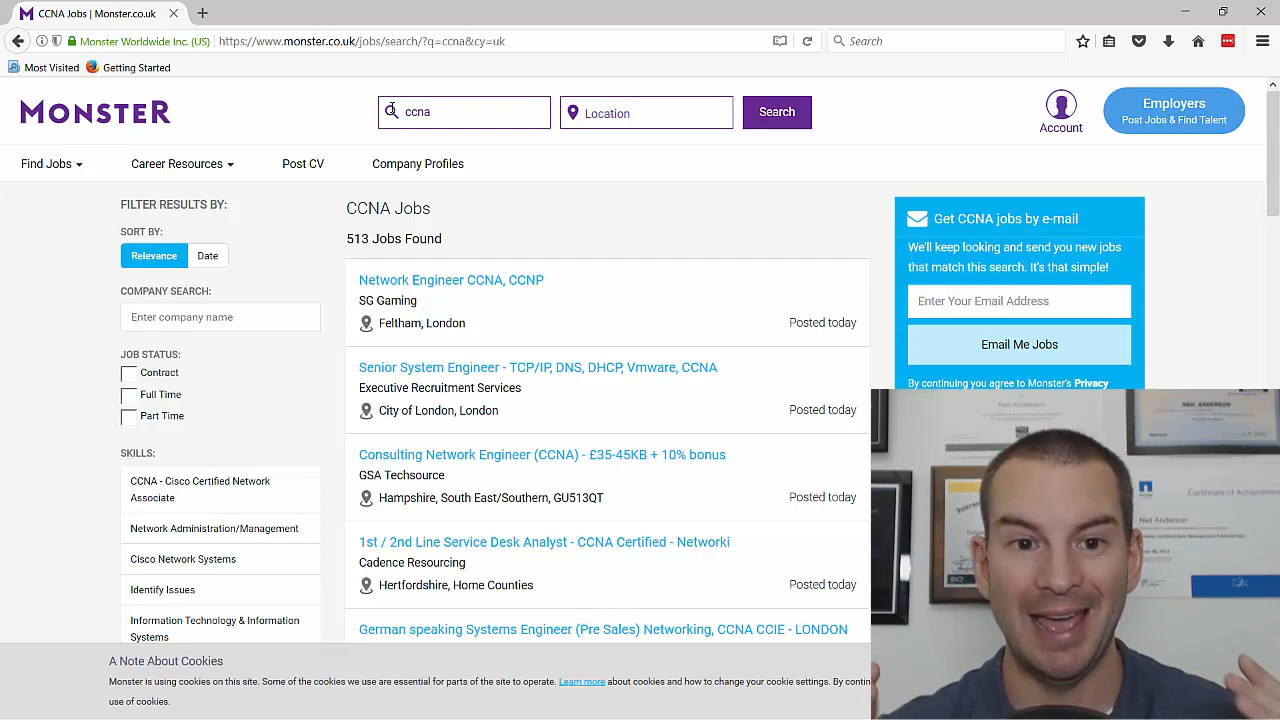 CCNA Jobs | Monster.co.uk
Monster Worldwide Inc. (US)
https://www.monster.co.uk/jobs/search/?q=ccna&cy=uk
Search
Most Visited
Getting Started
MONSTER
ccna
Location
Search
Account
Employers
Post Jobs & Find Talent
Find Jobs
Career Resources
Post CV
Company Profiles
FILTER RESULTS BY:
SORT BY:
Relevance
Date
COMPANY SEARCH:
Enter company name
JOB STATUS:
Contract
Full Time
Part Time
SKILLS:
CCNA - Cisco Certified Network
Associate
Network Administration/Management
Cisco Network Systems
Identify Issues
Information Technology & Information
Systems
CCNA Jobs
513 Jobs Found
Network Engineer CCNA, CCNP
SG Gaming
Feltham, London
Posted today
Senior System Engineer - TCP/IP, DNS, DHCP, Vmware, CCNA
Executive Recruitment Services
City of London, London
Posted today
Consulting Network Engineer (CCNA) - £35-45KB + 10% bonus
GSA Techsource
Hampshire, South East/Southern, GU513QT
Posted today
1st / 2nd Line Service Desk Analyst - CCNA Certified - Networki
Cadence Resourcing
Hertfordshire, Home Counties
Posted today
German speaking Systems Engineer (Pre Sales) Networking, CCNA CCIE - LONDON
Get CCNA jobs by e-mail
We'll keep looking and send you new jobs
that match this search. It's that simple!
Enter Your Email Address
Email Me Jobs
By continuing you agree to Monster's Privacy
NEIL ANDERSON
Certificate of Achievem
Neil Anderson
A Note About Cookies
Monster is using cookies on this site. Some of the cookies we use are essential for parts of the site to operate. Learn more about cookies and how to change your cookie settings. By contin
use of cookies.